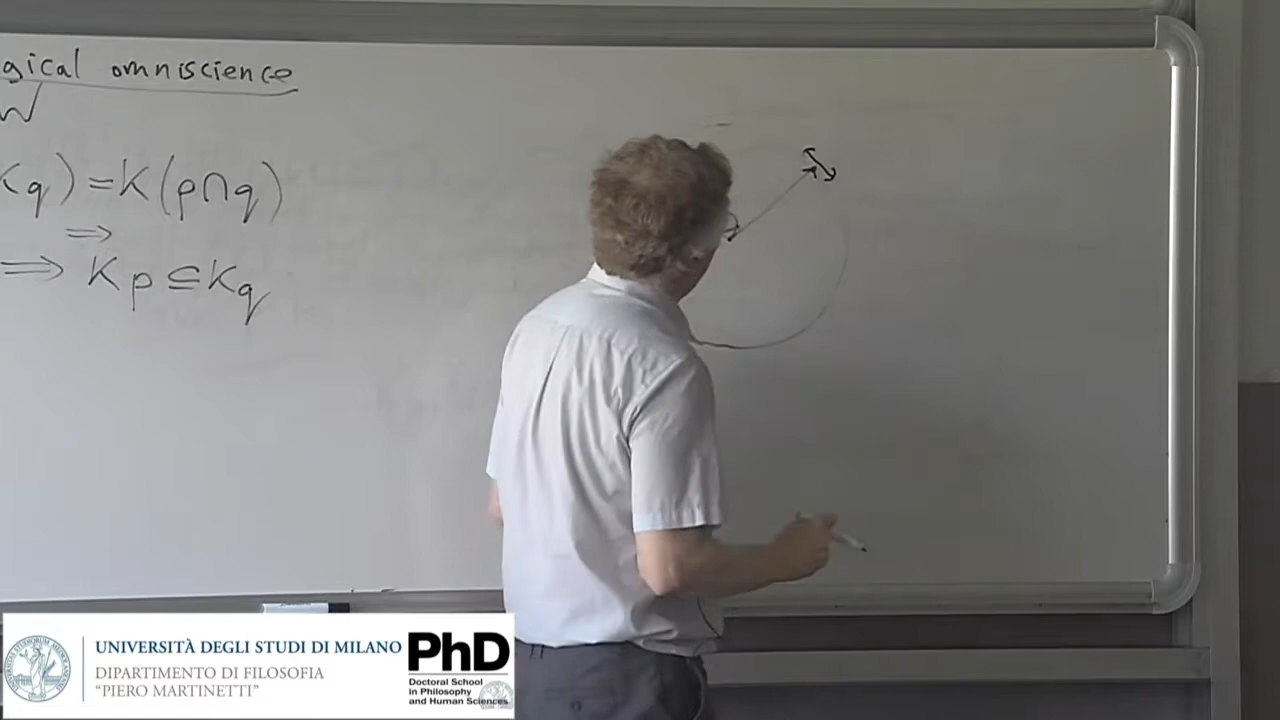 gical omniscience
W
Kq) = K(p∩q)
⇒
⇒ Kp ⊆ Kq
UNIVERSITÀ DEGLI STUDI DI MILANO
DIPARTIMENTO DI FILOSOFIA
"PIERO MARTINETTI"
PhD
Doctoral School
in Philosophy
and Human Sciences